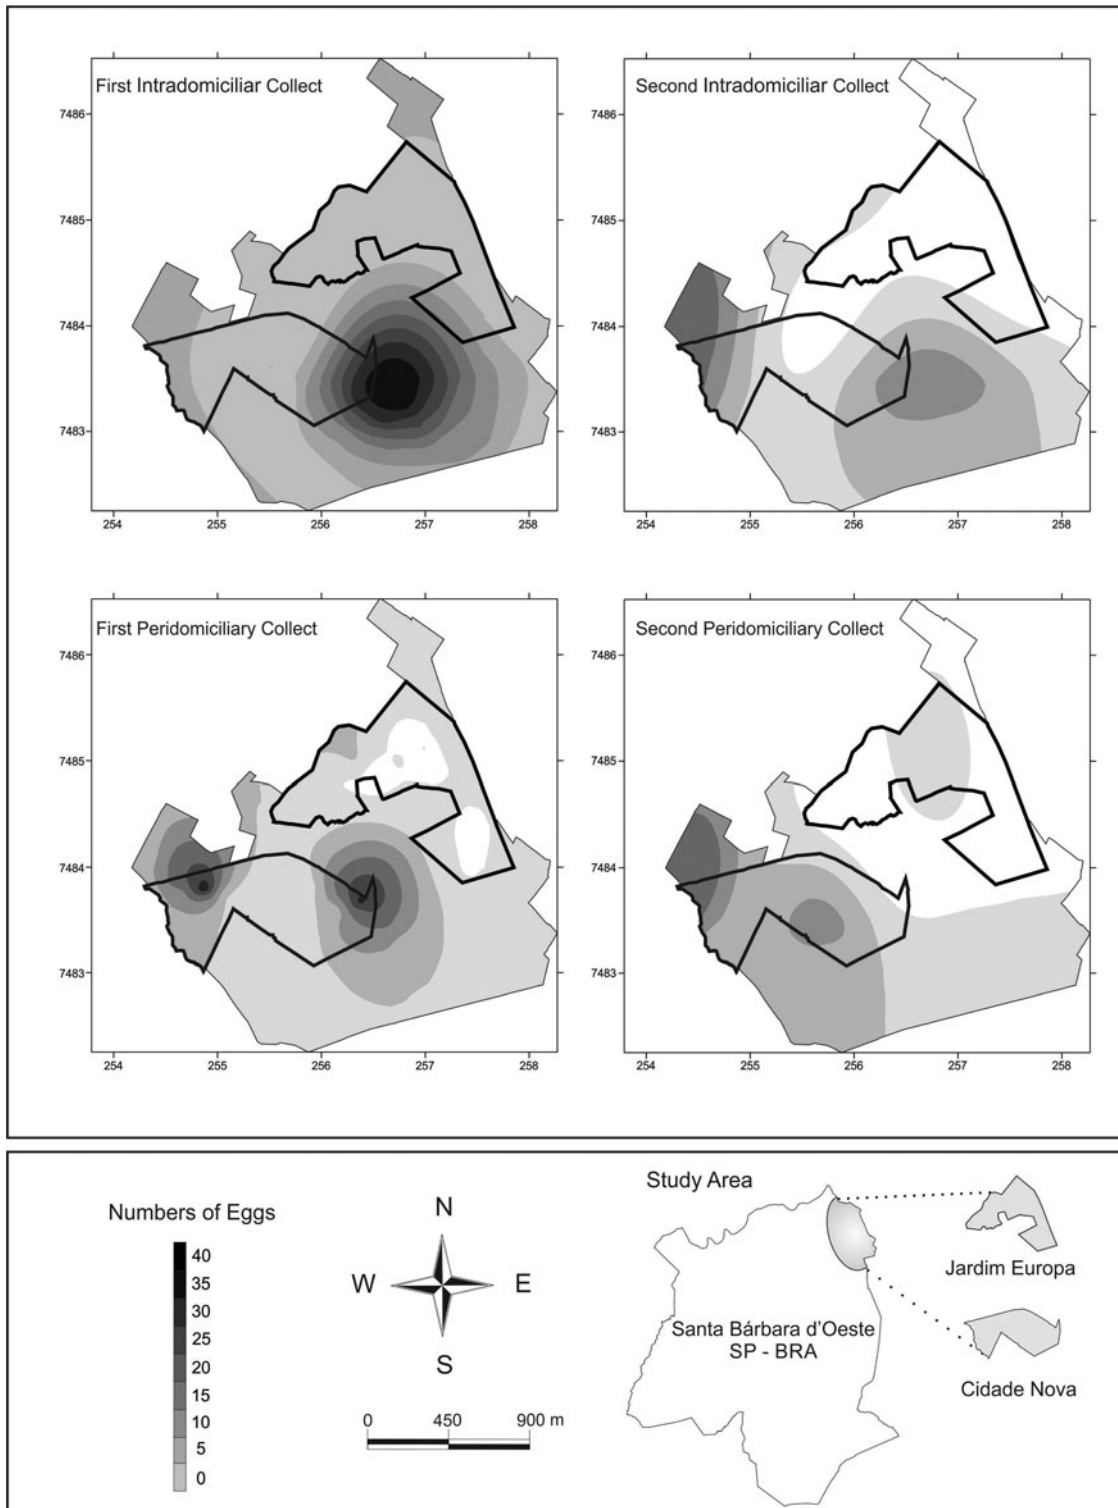 First Intradomiciliar Collect
7486
7485
7484
7483
254 255 256 257 258
Second Intradomiciliar Collect
7486
7485
7484
7483
254 255 256 257 258
First Peridomiciliary Collect
7486
7485
7484
7483
254 255 256 257 258
Second Peridomiciliary Collect
7486
7485
7484
7483
254 255 256 257 258
Numbers of Eggs
40
35
30
25
20
15
10
5
0
N
W E
S
0 450 900 m
Study Area
Santa Bárbara d'Oeste
SP - BRA
Jardim Europa
Cidade Nova